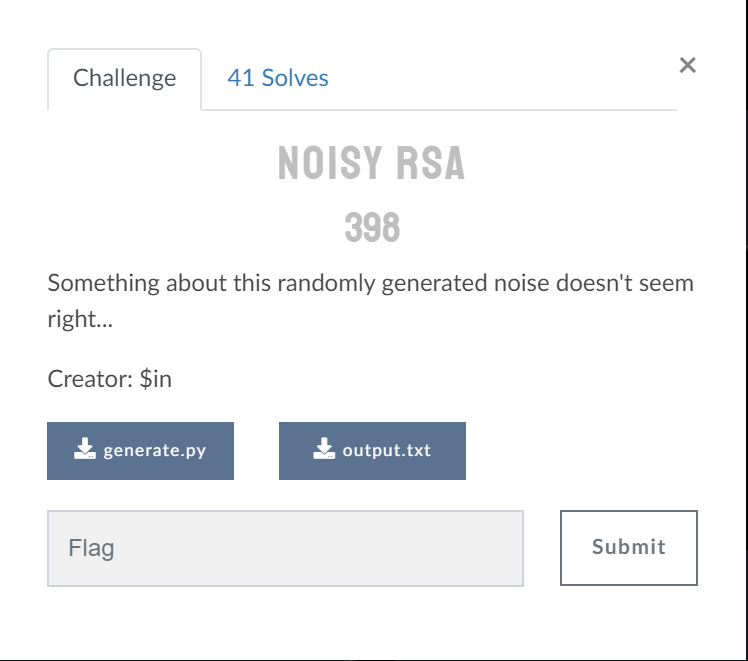 Challenge
41 Solves
×
NOISY RSA
398
Something about this randomly generated noise doesn't seem
right...
Creator: $in
generate.py
output.txt
Flag
Submit